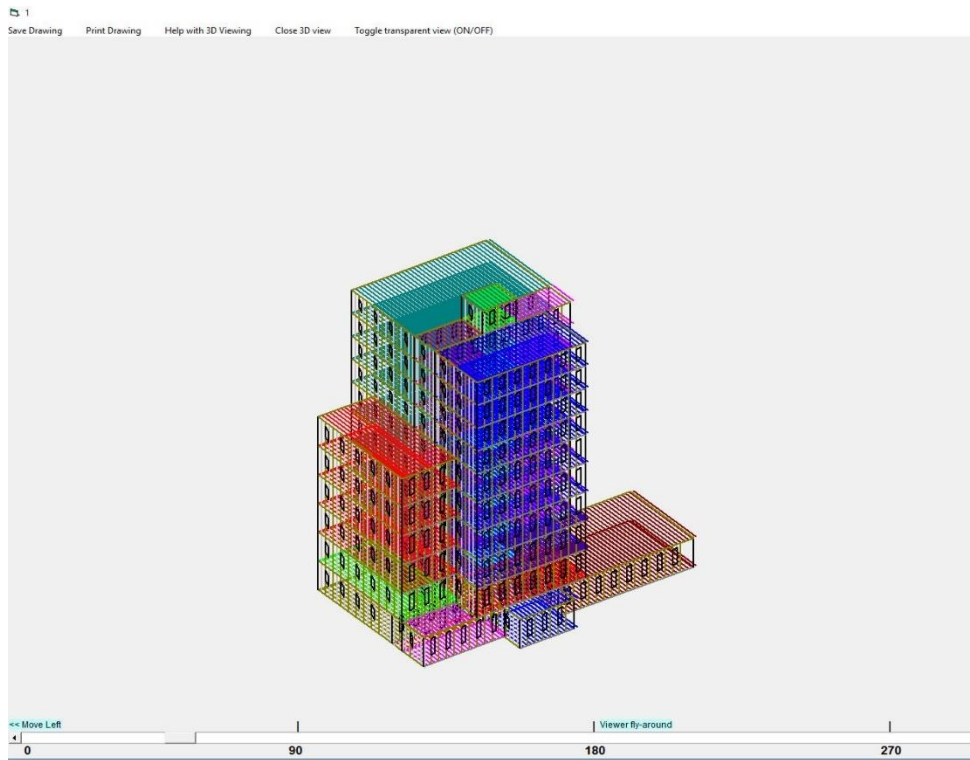 1
Save Drawing Print Drawing Help with 3D Viewing Close 3D view Toggle transparent view (ON/OFF)
<< Move Left Viewer fly-around
0 90 180 270